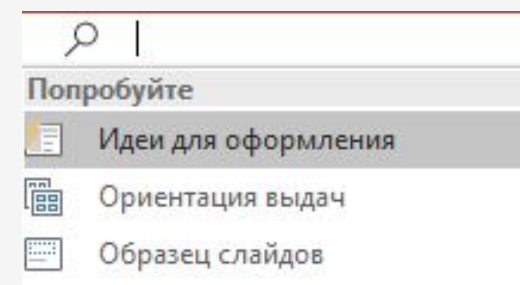 Попробуйте
Идеи для оформления
Ориентация выдач
Образец слайдов